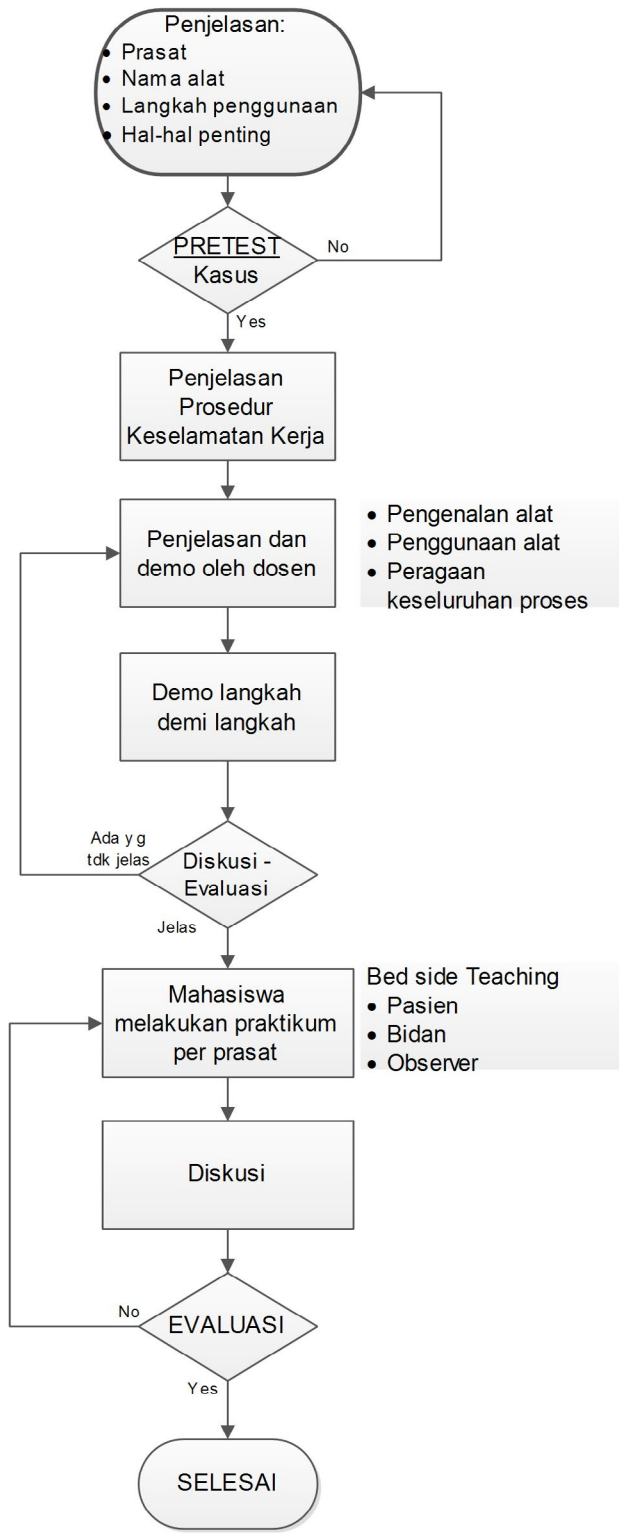 Penjelasan:
• Prasat
• Nama alat
• Langkah penggunaan
• Hal-hal penting
PRETEST
Kasus
No
Yes
Penjelasan
Prosedur
Keselamatan Kerja
Penjelasan dan
demo oleh dosen
• Pengenalan alat
• Penggunaan alat
• Peragaan
keseluruhan proses
Demo langkah
demi langkah
Ada yg
tdk jelas
Diskusi -
Evaluasi
Jelas
Mahasiswa
melakukan praktikum
per prasat
Bed side Teaching
• Pasien
• Bidan
• Observer
Diskusi
No
EVALUASI
Yes
SELESAI